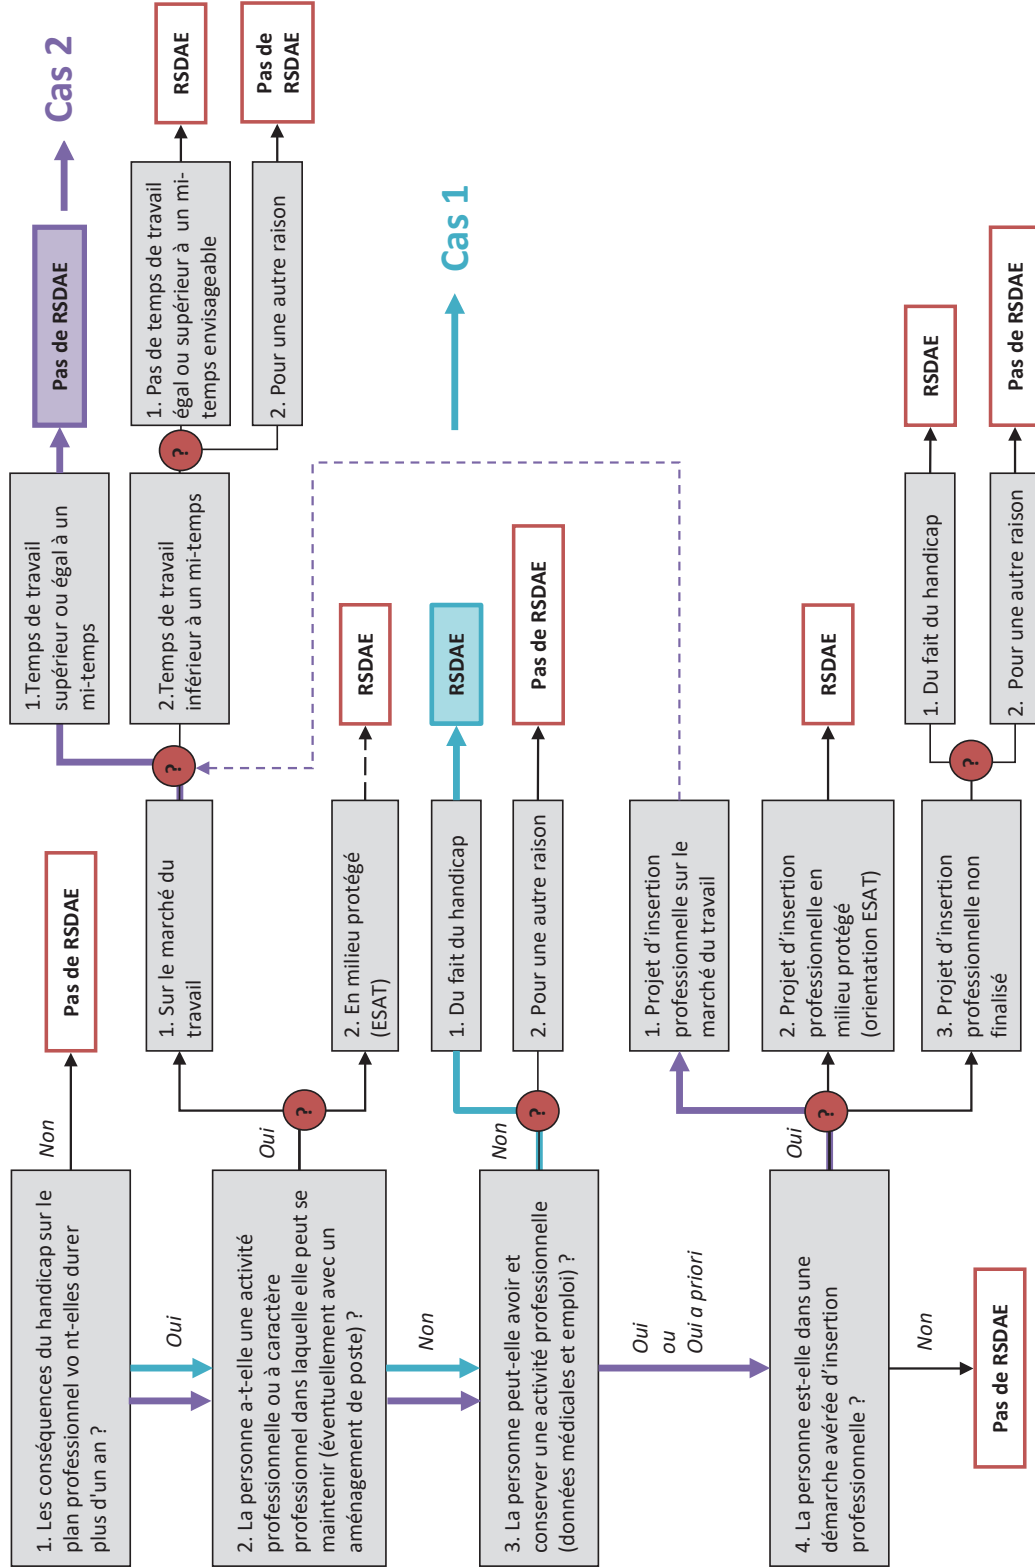 1. Les conséquences du handicap sur le
plan professionnel vo nt-elles durer
plus d'un an ?
Non
Pas de RSDAE
Oui
2. La personne a-t-elle une activité
professionnelle ou à caractère
professionnel dans laquelle elle peut se
maintenir (éventuellement avec un
aménagement de poste) ?
Oui
?
1. Sur le marché du
travail
?
1.Temps de travail
supérieur ou égal à un
mi-temps
Pas de RSDAE
Cas 2
2.Temps de travail
inférieur à un mi-temps
?
1. Pas de temps de travail
égal ou supérieur à un mi-
temps envisageable
RSDAE
2. Pour une autre raison
Pas de
RSDAE
2. En milieu protégé
(ESAT)
RSDAE
Non
3. La personne peut-elle avoir et
conserver une activité professionnelle
(données médicales et emploi) ?
Non
?
1. Du fait du handicap
RSDAE
Cas 1
2. Pour une autre raison
Pas de RSDAE
Oui
ou
Oui a priori
4. La personne est-elle dans une
démarche avérée d'insertion
professionnelle ?
Oui
?
1. Projet d’insertion
professionnelle sur le
marché du travail
2. Projet d’insertion
professionnelle en
milieu protégé
(orientation ESAT)
RSDAE
3. Projet d’insertion
professionnel non
finalisé
?
1. Du fait du handicap
RSDAE
2. Pour une autre raison
Pas de RSDAE
Non
Pas de RSDAE